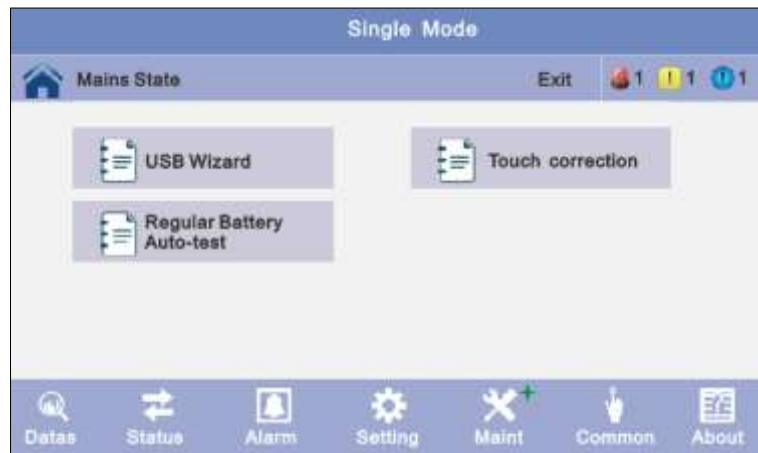 Single Mode
Mains State Exit 1 ! 1 1
USB Wizard Touch correction
Regular Battery
Auto-test
Datas Status Alarm Setting Maint Common About